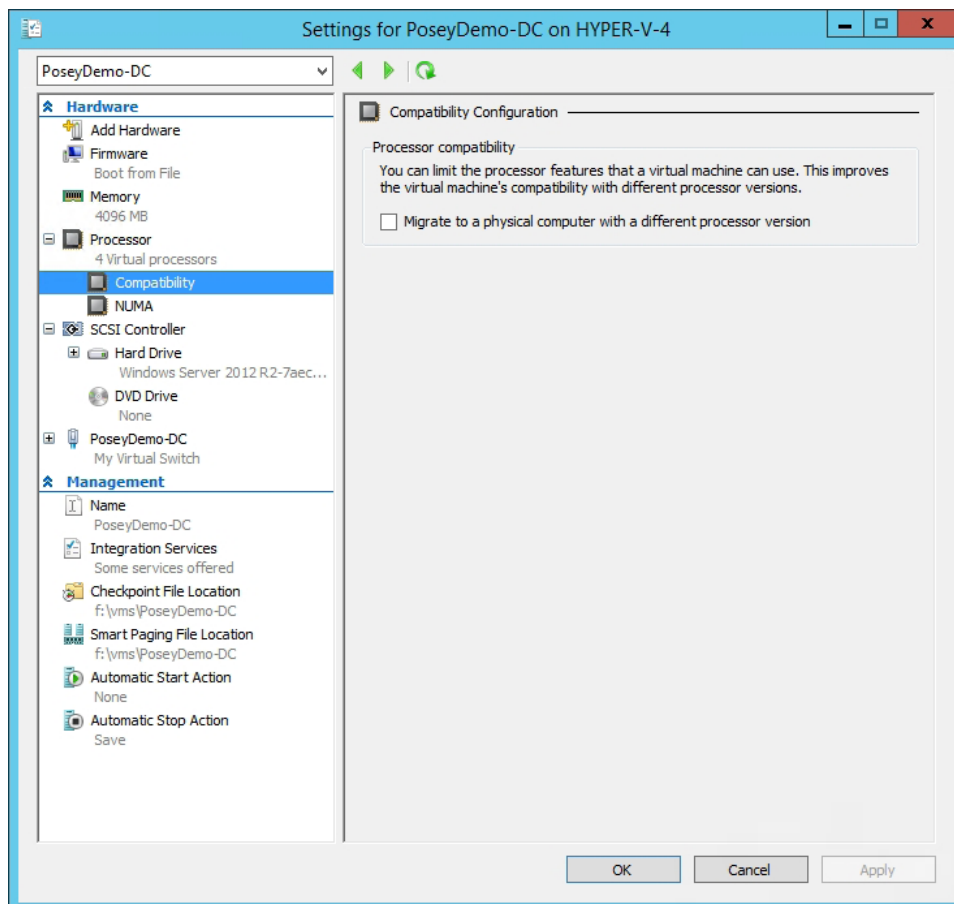 Settings for PoseyDemo-DC on HYPER-V-4
PoseyDemo-DC
Hardware
Add Hardware
Firmware
Boot from File
Memory
4096 MB
Processor
4 Virtual processors
Compatibility
NUMA
SCSI Controller
Hard Drive
Windows Server 2012 R2-7aec...
DVD Drive
None
PoseyDemo-DC
My Virtual Switch
Management
Name
PoseyDemo-DC
Integration Services
Some services offered
Checkpoint File Location
f:\vms\PoseyDemo-DC
Smart Paging File Location
f:\vms\PoseyDemo-DC
Automatic Start Action
None
Automatic Stop Action
Save
Compatibility Configuration
Processor compatibility
You can limit the processor features that a virtual machine can use. This improves
the virtual machine's compatibility with different processor versions.
Migrate to a physical computer with a different processor version
OK
Cancel
Apply